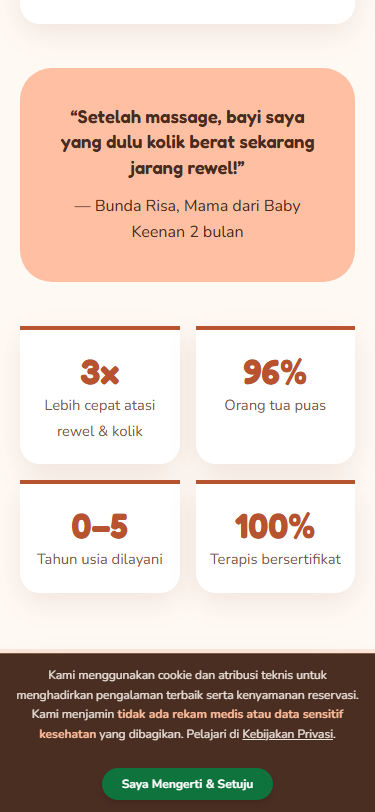 “Setelah massage, bayi saya
yang dulu kolik berat sekarang
jarang rewel!”
— Bunda Risa, Mama dari Baby
Keenan 2 bulan
3x
Lebih cepat atasi
rewel & kolik
96%
Orang tua puas
0–5
Tahun usia dilayani
100%
Terapis bersertifikat
Kami menggunakan cookie dan atribusi teknis untuk
menghadirkan pengalaman terbaik serta kenyamanan reservasi.
Kami menjamin tidak ada rekam medis atau data sensitif
kesehatan yang dibagikan. Pelajari di Kebijakan Privasi.
Saya Mengerti & Setuju